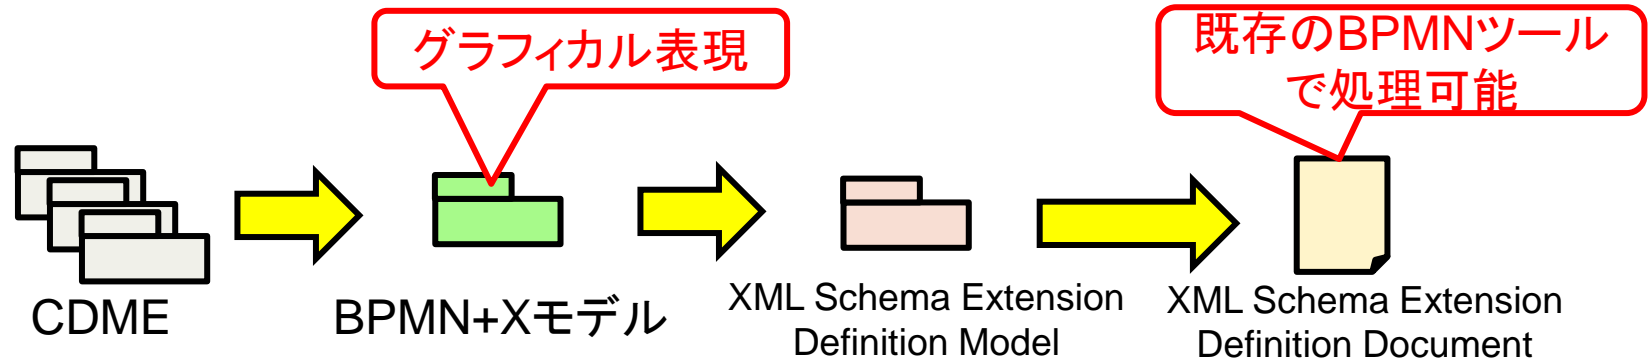 グラフィカル表現
既存のBPMNツール
で処理可能
CDME
BPMN+Xモデル
XML Schema Extension
Definition Model
XML Schema Extension
Definition Document